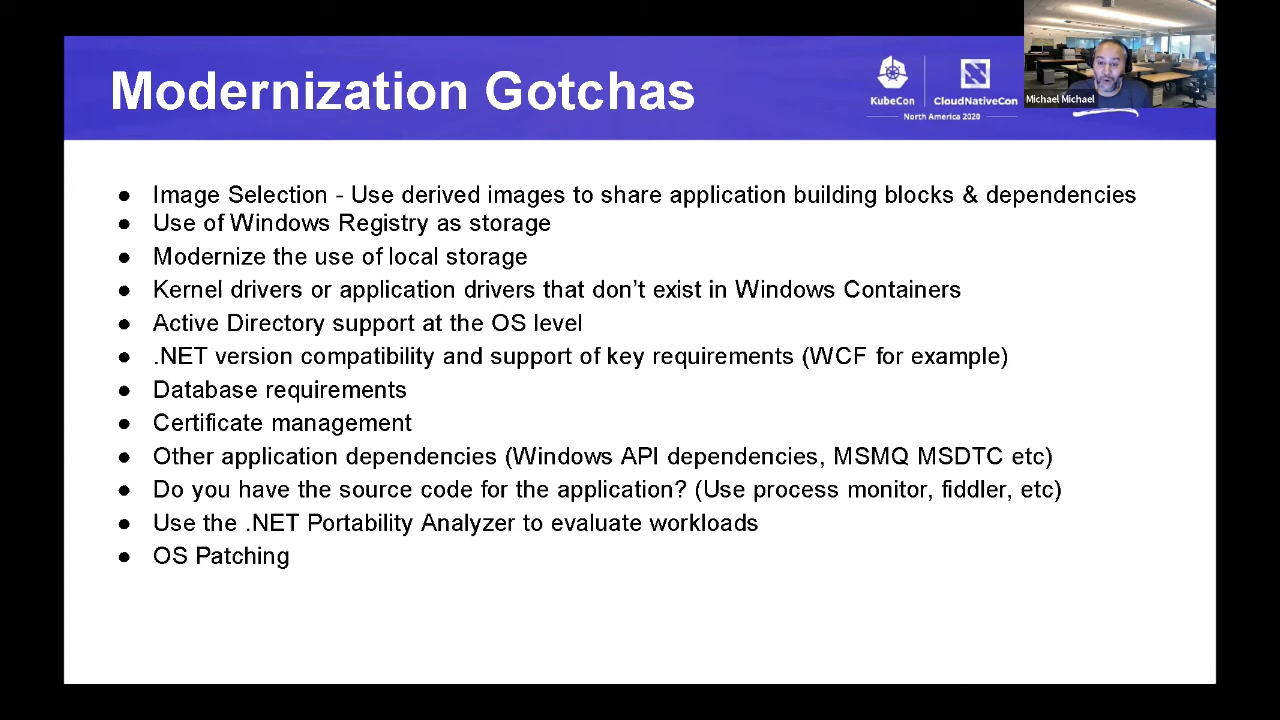 Modernization Gotchas
KubeCon
CloudNativeCon
North America 2020
Michael Michael
● Image Selection - Use derived images to share application building blocks & dependencies
● Use of Windows Registry as storage
● Modernize the use of local storage
● Kernel drivers or application drivers that don’t exist in Windows Containers
● Active Directory support at the OS level
● .NET version compatibility and support of key requirements (WCF for example)
● Database requirements
● Certificate management
● Other application dependencies (Windows API dependencies, MSMQ MSDTC etc)
● Do you have the source code for the application? (Use process monitor, fiddler, etc)
● Use the .NET Portability Analyzer to evaluate workloads
● OS Patching